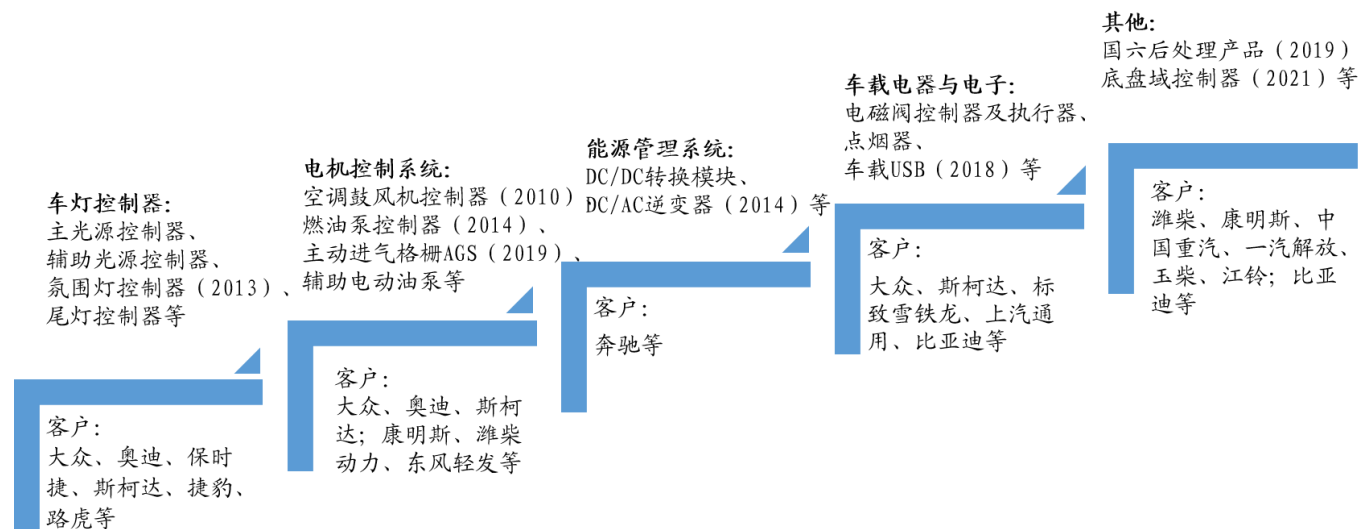 车灯控制器：
主光源控制器、
辅助光源控制器、
氛围灯控制器（2013）、
尾灯控制器等
客户：
大众、奥迪、保时
捷、斯柯达、捷豹、
路虎等
电机控制系统：
空调鼓风机控制器（2010）
燃油泵控制器（2014）、
主动进气格栅AGS（2019）、
辅助电动油泵等
客户：
大众、奥迪、斯柯
达；康明斯、潍柴
动力、东风轻发等
能源管理系统：
DC/DC转换模块、
DC/AC逆变器（2014）等
客户：
奔驰等
车载电器与电子：
电磁阀控制器及执行器、
点烟器、
车载USB（2018）等
客户：
大众、斯柯达、标
致雪铁龙、上汽通
用、比亚迪等
其他：
国六后处理产品（2019）
底盘域控制器（2021）等
客户：
潍柴、康明斯、中
国重汽、一汽解放、
玉柴、江铃；比亚
迪等